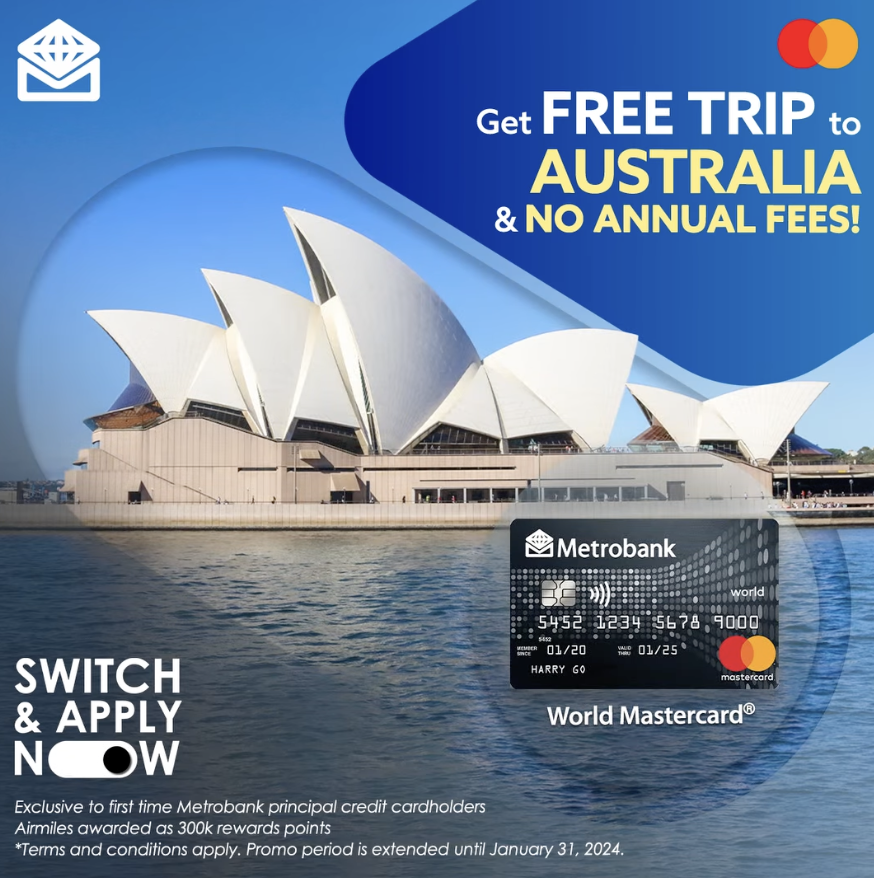 Get FREE TRIP to
AUSTRALIA
& NO ANNUAL FEES!
Metrobank
world
5452 1234 5678 9000
5452
MEMBER SINCE 01/20 VALID THRU 01/25
HARRY GO
mastercard
World Mastercard®
SWITCH
& APPLY
NOW
Exclusive to first time Metrobank principal credit cardholders
Airmiles awarded as 300k rewards points
*Terms and conditions apply. Promo period is extended until January 31, 2024.